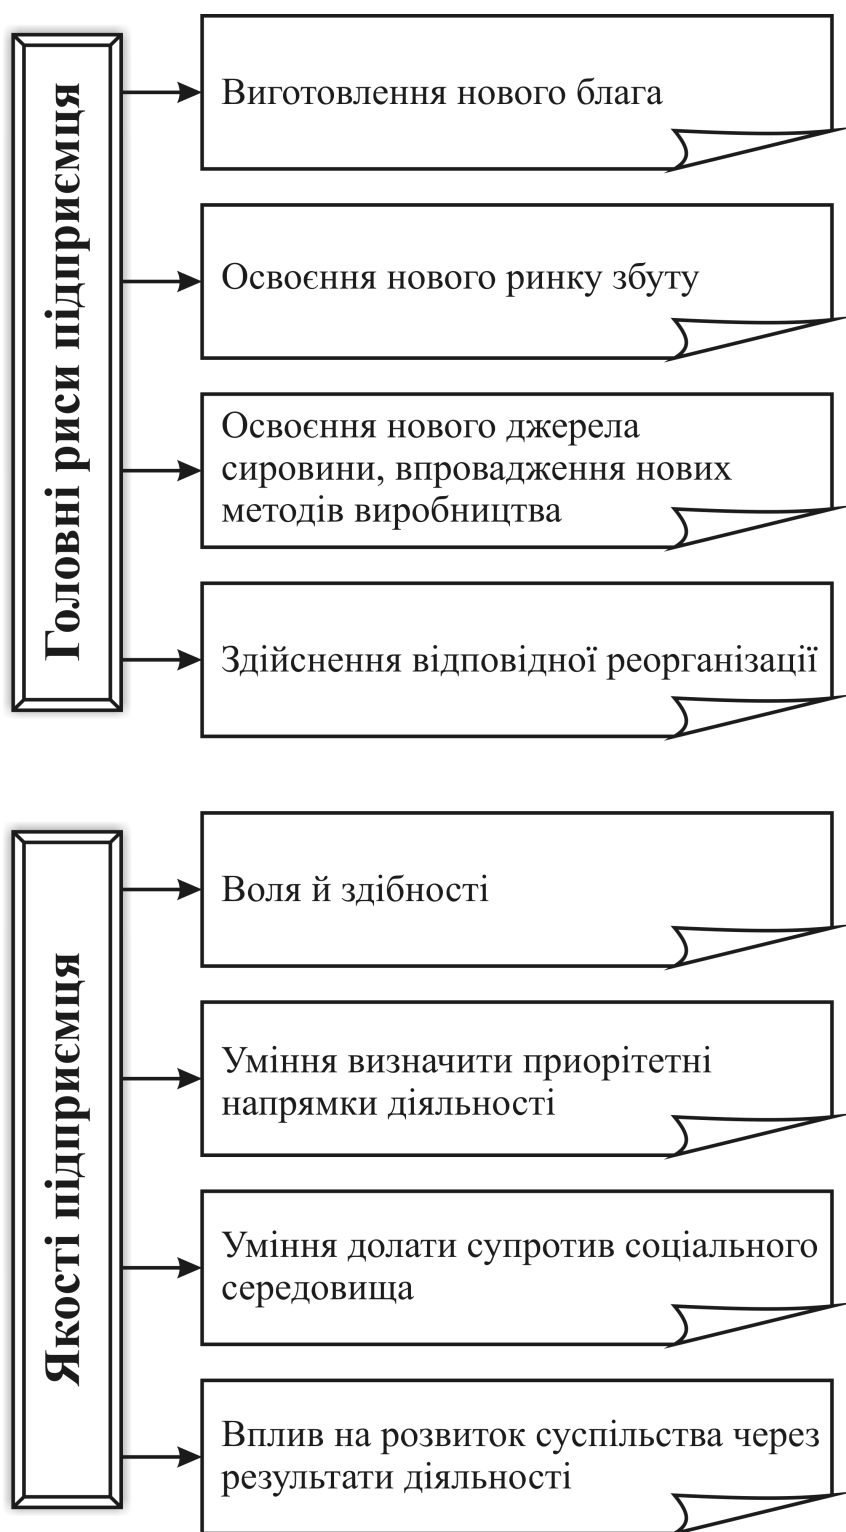 Головні риси підприємця
Виготовлення нового блага
Освоєння нового ринку збуту
Освоєння нового джерела
сировини, впровадження нових
методів виробництва
Здійснення відповідної реорганізації
Якості підприємця
Воля й здібності
Уміння визначити приорітетні
напрямки діяльності
Уміння долати супротив соціального
середовища
Вплив на розвиток суспільства через
результати діяльності